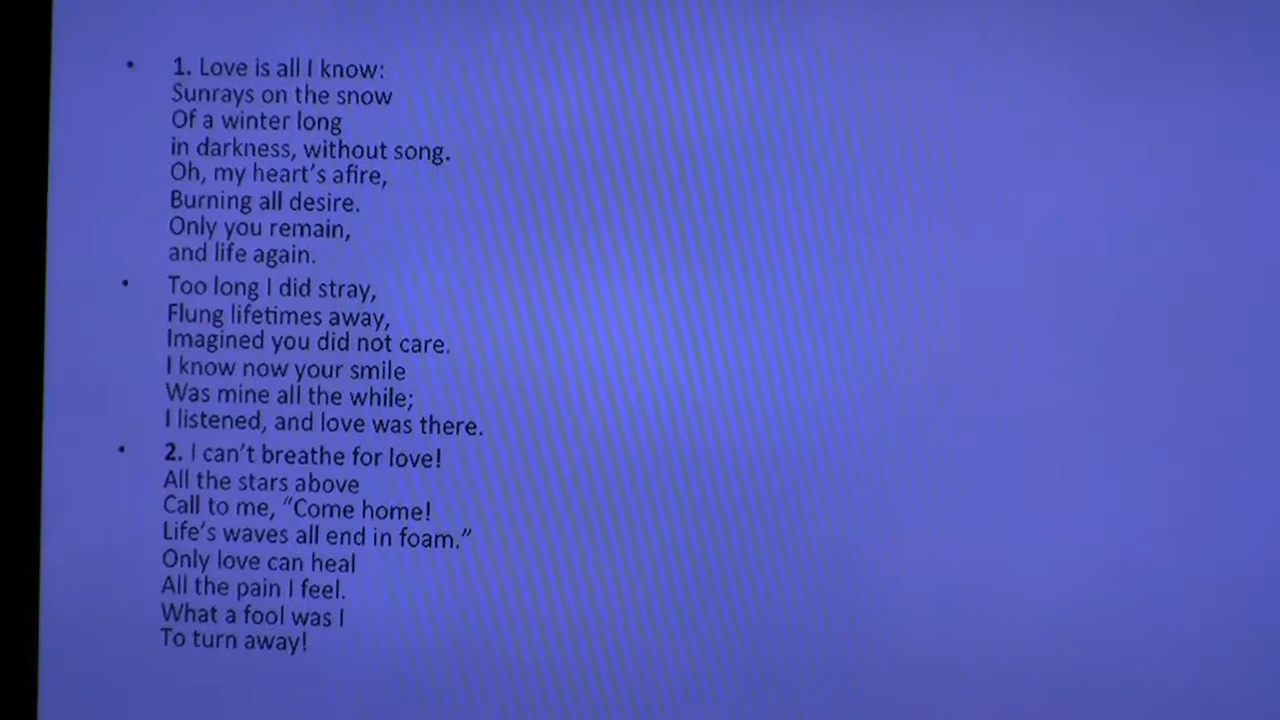 • 1. Love is all I know:
Sunrays on the snow
Of a winter long
in darkness, without song.
Oh, my heart’s afire,
Burning all desire.
Only you remain,
and life again.
• Too long I did stray,
Flung lifetimes away,
Imagined you did not care.
I know now your smile
Was mine all the while;
I listened, and love was there.
• 2. I can’t breathe for love!
All the stars above
Call to me, “Come home!
Life’s waves all end in foam.”
Only love can heal
All the pain I feel.
What a fool was I
To turn away!